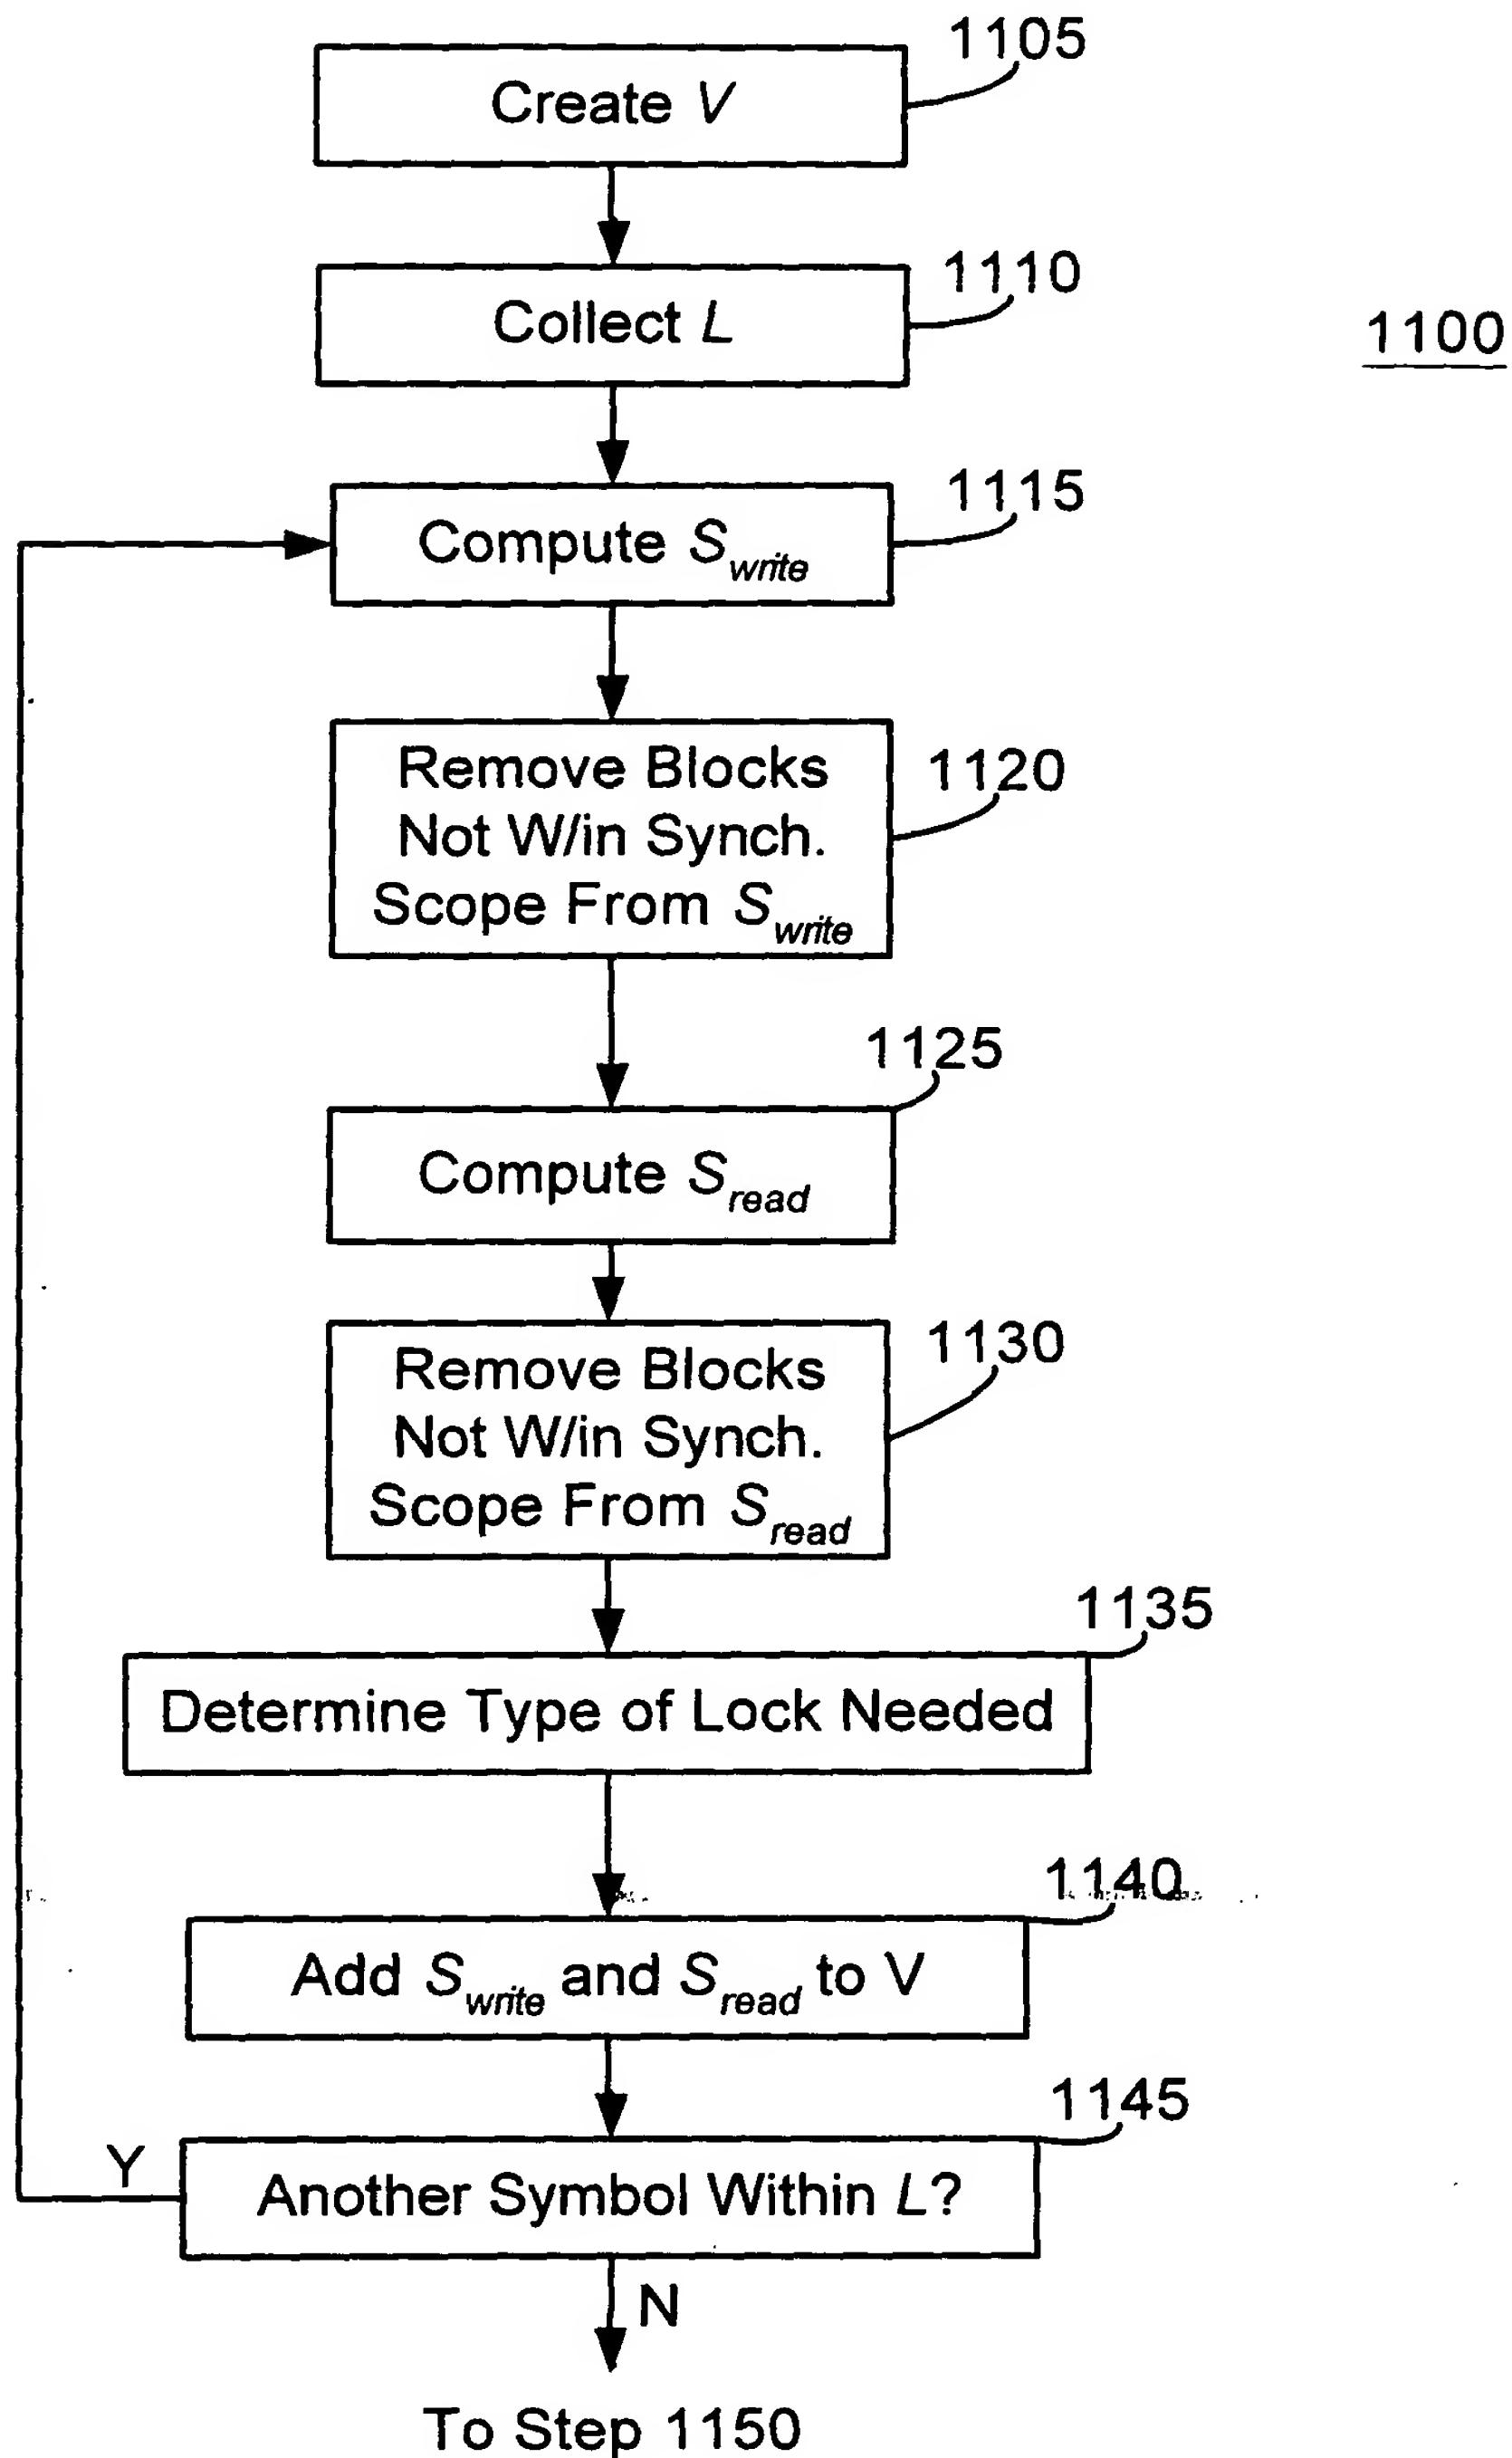 1105
Create V
1110
Collect L
1100
1115
Compute Swrite
Remove Blocks
1120
Not W/in Synch.
Scope From Swrite
1125
Compute Sread
1130
Remove Blocks
Not W/in Synch.
Scope From Sread
1135
Determine Type of Lock Needed
1140
Add Swrite and Sread to V
1145
Y
Another Symbol Within L?
N
To Step 1150